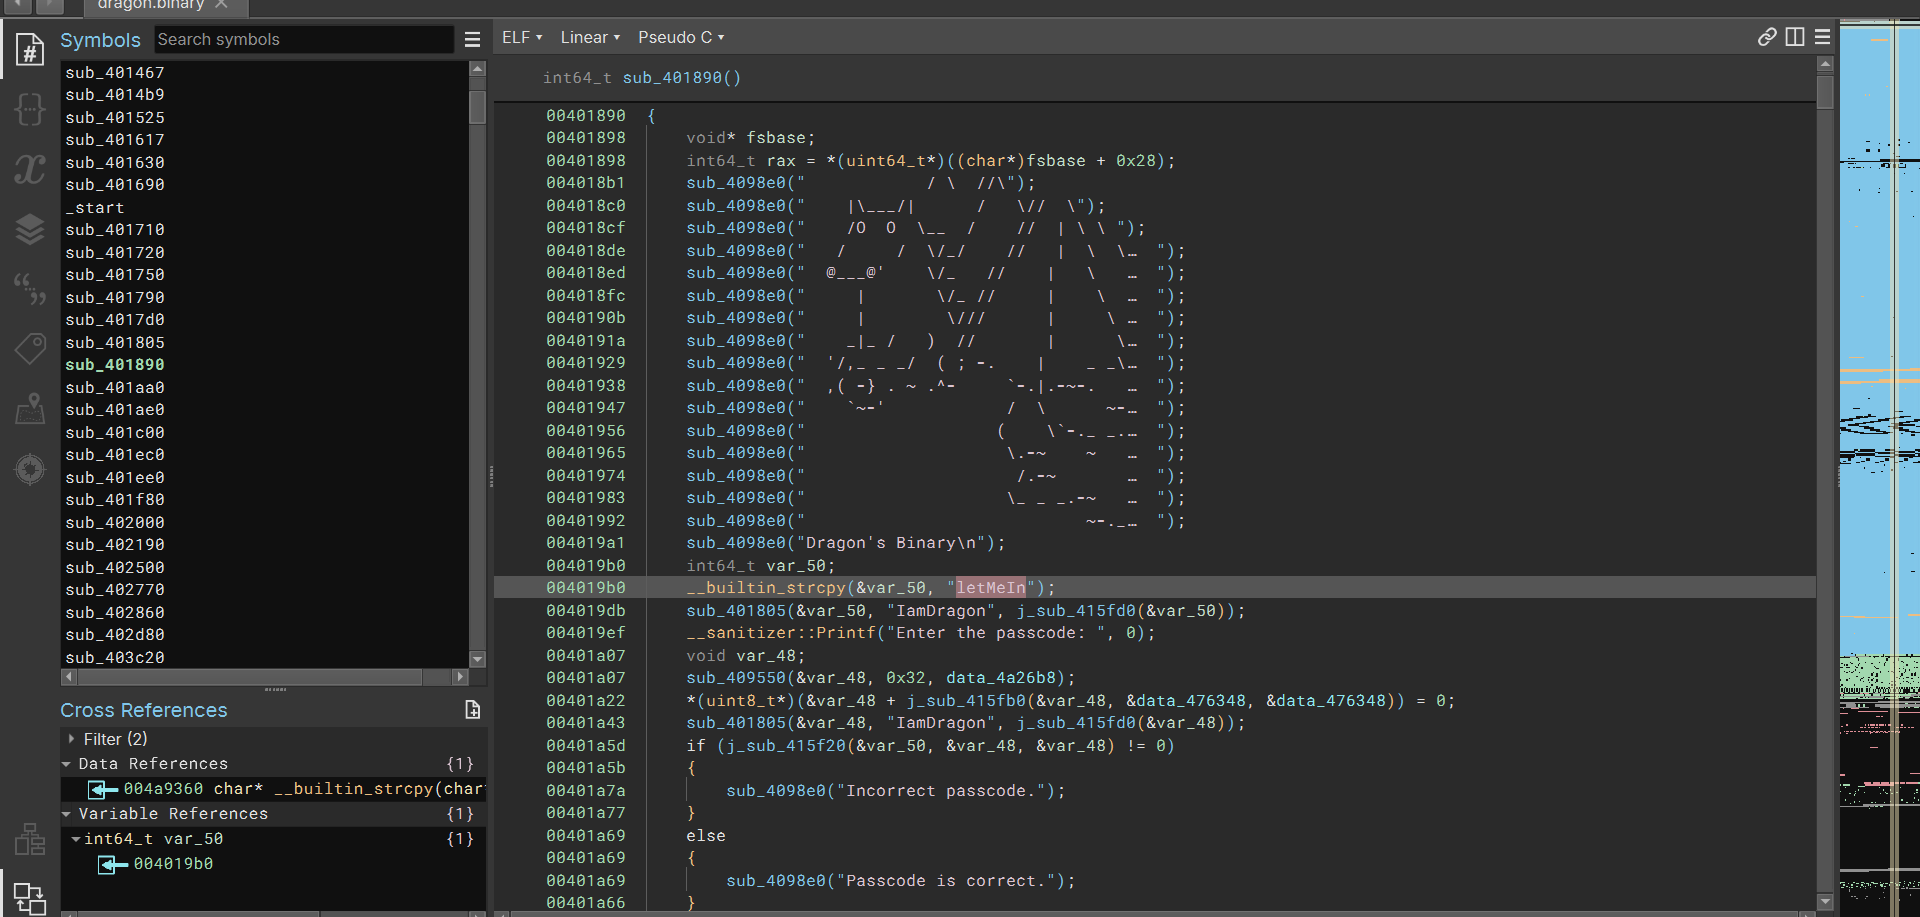 dragon.binary
Symbols
Search symbols
sub_401467
sub_4014b9
sub_401525
sub_401617
sub_401630
sub_401690
_start
sub_401710
sub_401720
sub_401750
sub_401790
sub_4017d0
sub_401805
sub_401890
sub_401aa0
sub_401ae0
sub_401c00
sub_401ec0
sub_401ee0
sub_401f80
sub_402000
sub_402190
sub_402500
sub_402770
sub_402860
sub_402d80
sub_403c20
Cross References
Filter (2)
Data References {1}
004a9360 char* __builtin_strcpy(char
Variable References {1}
int64_t var_50 {1}
004019b0
ELF Linear Pseudo C
int64_t sub_401890()
00401890 {
00401898 void* fsbase;
00401898 int64_t rax = *(uint64_t*)((char*)fsbase + 0x28);
004018b1 sub_4098e0("            / \  //\");
004018c0 sub_4098e0("    |\___/|      /   \//  \");
004018cf sub_4098e0("    /O  O  \__  /    //  | \ \ ");
004018de sub_4098e0("   /     /  \/_/    //   |  \  \…  ");
004018ed sub_4098e0("  @___@'    \/_   //    |   \   …  ");
004018fc sub_4098e0("     |       \/_ //     |    \  …  ");
0040190b sub_4098e0("     |        \///      |     \ …  ");
0040191a sub_4098e0("    _|_ /   )  //       |      \…  ");
00401929 sub_4098e0("  '/,_ _ _/  ( ; -.    |    _ _\…  ");
00401938 sub_4098e0("  ,( -} . ~ .^-     `-.|.-~-.   …  ");
00401947 sub_4098e0("    `~-'            /  \      ~-…  ");
00401956 sub_4098e0("                   (    \`-._ _.…  ");
00401965 sub_4098e0("                    \.-~    ~   …  ");
00401974 sub_4098e0("                     /.-~       …  ");
00401983 sub_4098e0("                    \_ _ _.-~   …  ");
00401992 sub_4098e0("                            ~-._…  ");
004019a1 sub_4098e0("Dragon's Binary\n");
004019b0 int64_t var_50;
004019b0 __builtin_strcpy(&var_50, "letMeIn");
004019db sub_401805(&var_50, "IamDragon", j_sub_415fd0(&var_50));
004019ef __sanitizer::Printf("Enter the passcode: ", 0);
00401a07 void var_48;
00401a07 sub_409550(&var_48, 0x32, data_4a26b8);
00401a22 *(uint8_t*)(&var_48 + j_sub_415fb0(&var_48, &data_476348, &data_476348)) = 0;
00401a43 sub_401805(&var_48, "IamDragon", j_sub_415fd0(&var_48));
00401a5d if (j_sub_415f20(&var_50, &var_48, &var_48) != 0)
00401a5b {
00401a7a sub_4098e0("Incorrect passcode.");
00401a77 }
00401a69 else
00401a69 {
00401a69 sub_4098e0("Passcode is correct.");
00401a66 }